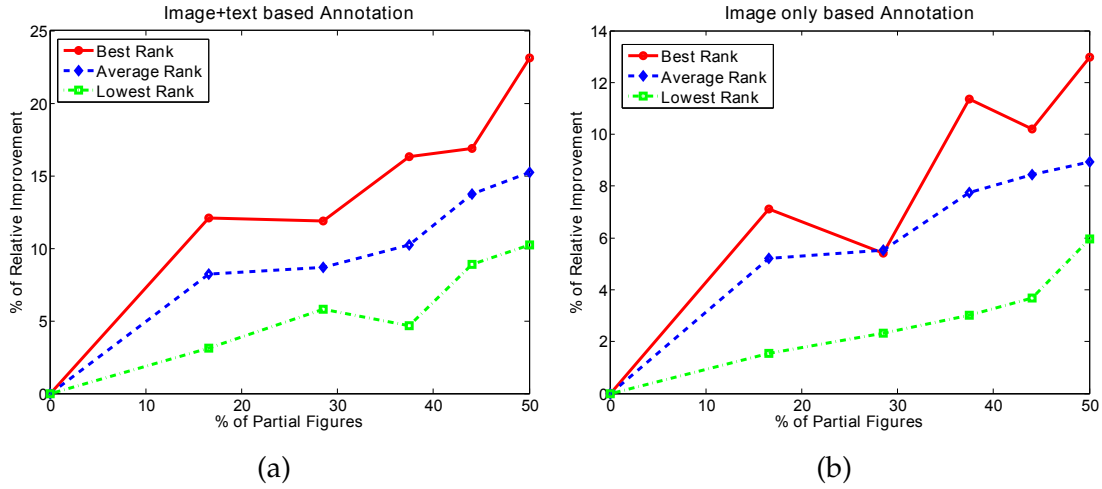 Image+text based Annotation
25
20
15
10
5
0
% of Relative Improvement
Best Rank
Average Rank
Lowest Rank
0 10 20 30 40 50
% of Partial Figures
(a)
Image only based Annotation
14
12
10
8
6
4
2
0
% of Relative Improvement
Best Rank
Average Rank
Lowest Rank
0 10 20 30 40 50
% of Partial Figures
(b)